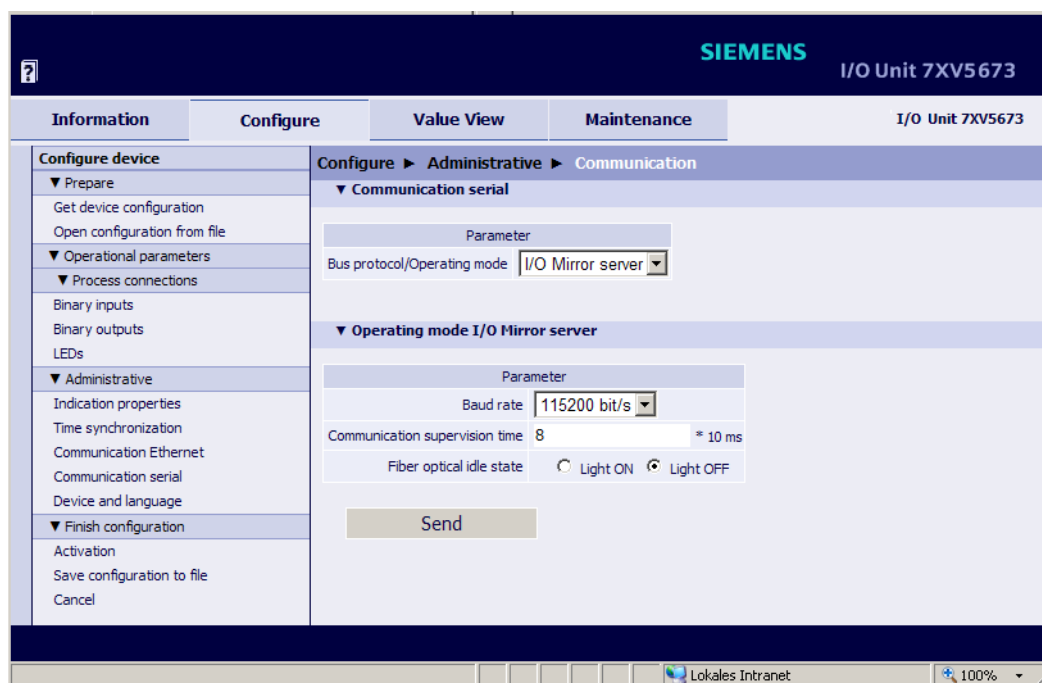 SIEMENS
I/O Unit 7XV5673
?
Information
Configure
Value View
Maintenance
I/O Unit 7XV5673
Configure device
▼ Prepare
Get device configuration
Open configuration from file
▼ Operational parameters
▼ Process connections
Binary inputs
Binary outputs
LEDs
▼ Administrative
Indication properties
Time synchronization
Communication Ethernet
Communication serial
Device and language
▼ Finish configuration
Activation
Save configuration to file
Cancel
Configure ► Administrative ► Communication
▼ Communication serial
Parameter
Bus protocol/Operating mode I/O Mirror server
▼ Operating mode I/O Mirror server
Parameter
Baud rate 115200 bit/s
Communication supervision time 8 * 10 ms
Fiber optical idle state Light ON Light OFF
Send
Lokales Intranet
100%